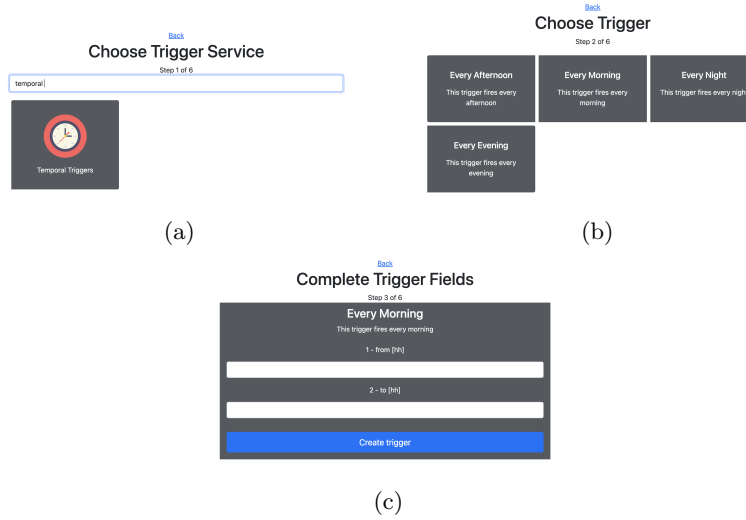 Back
Choose Trigger Service
Step 1 of 6
temporal
Temporal Triggers
(a)
Back
Choose Trigger
Step 2 of 6
Every Afternoon
This trigger fires every
afternoon
Every Morning
This trigger fires every
morning
Every Night
This trigger fires every nigh
Every Evening
This trigger fires every
evening
(b)
Back
Complete Trigger Fields
Step 3 of 6
Every Morning
This trigger fires every morning
1 - from [hh]
2 - to [hh]
Create trigger
(c)